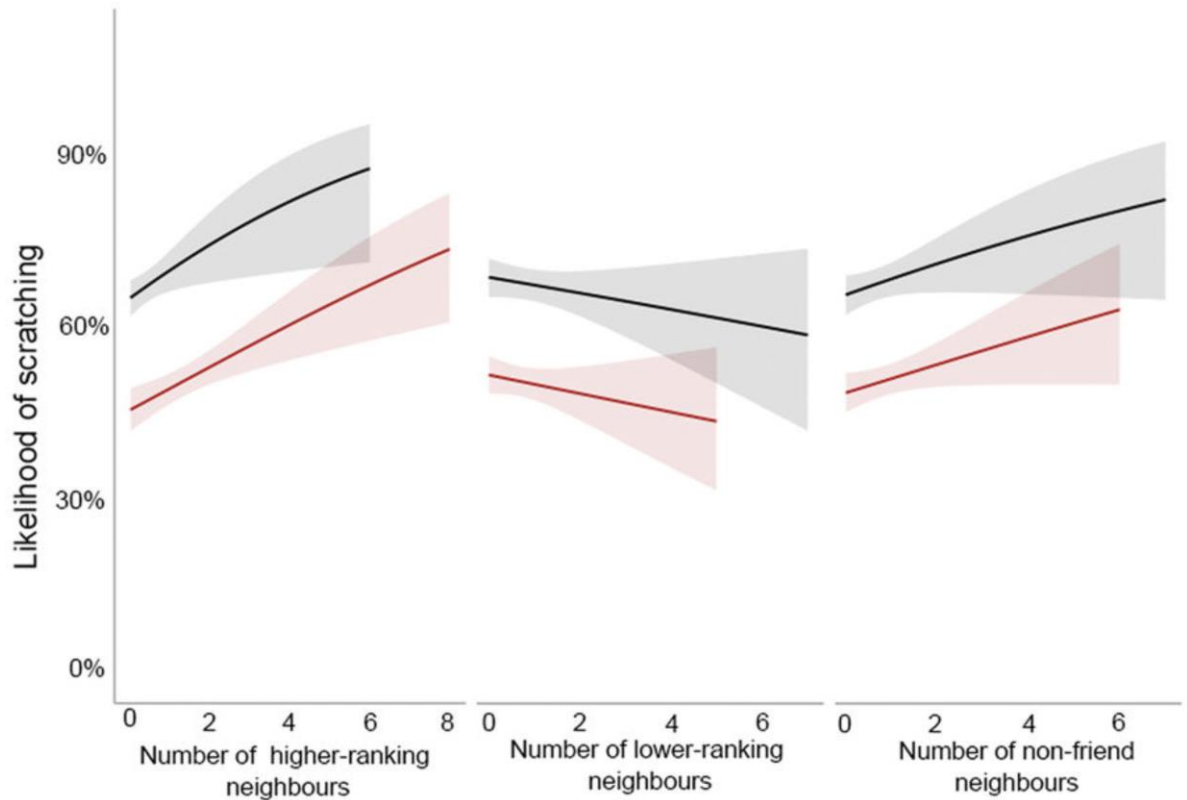 Likelihood of scratching
90%
60%
30%
0%
0 2 4 6 8
Number of higher-ranking
neighbours
0 2 4 6
Number of lower-ranking
neighbours
0 2 4 6
Number of non-friend
neighbours